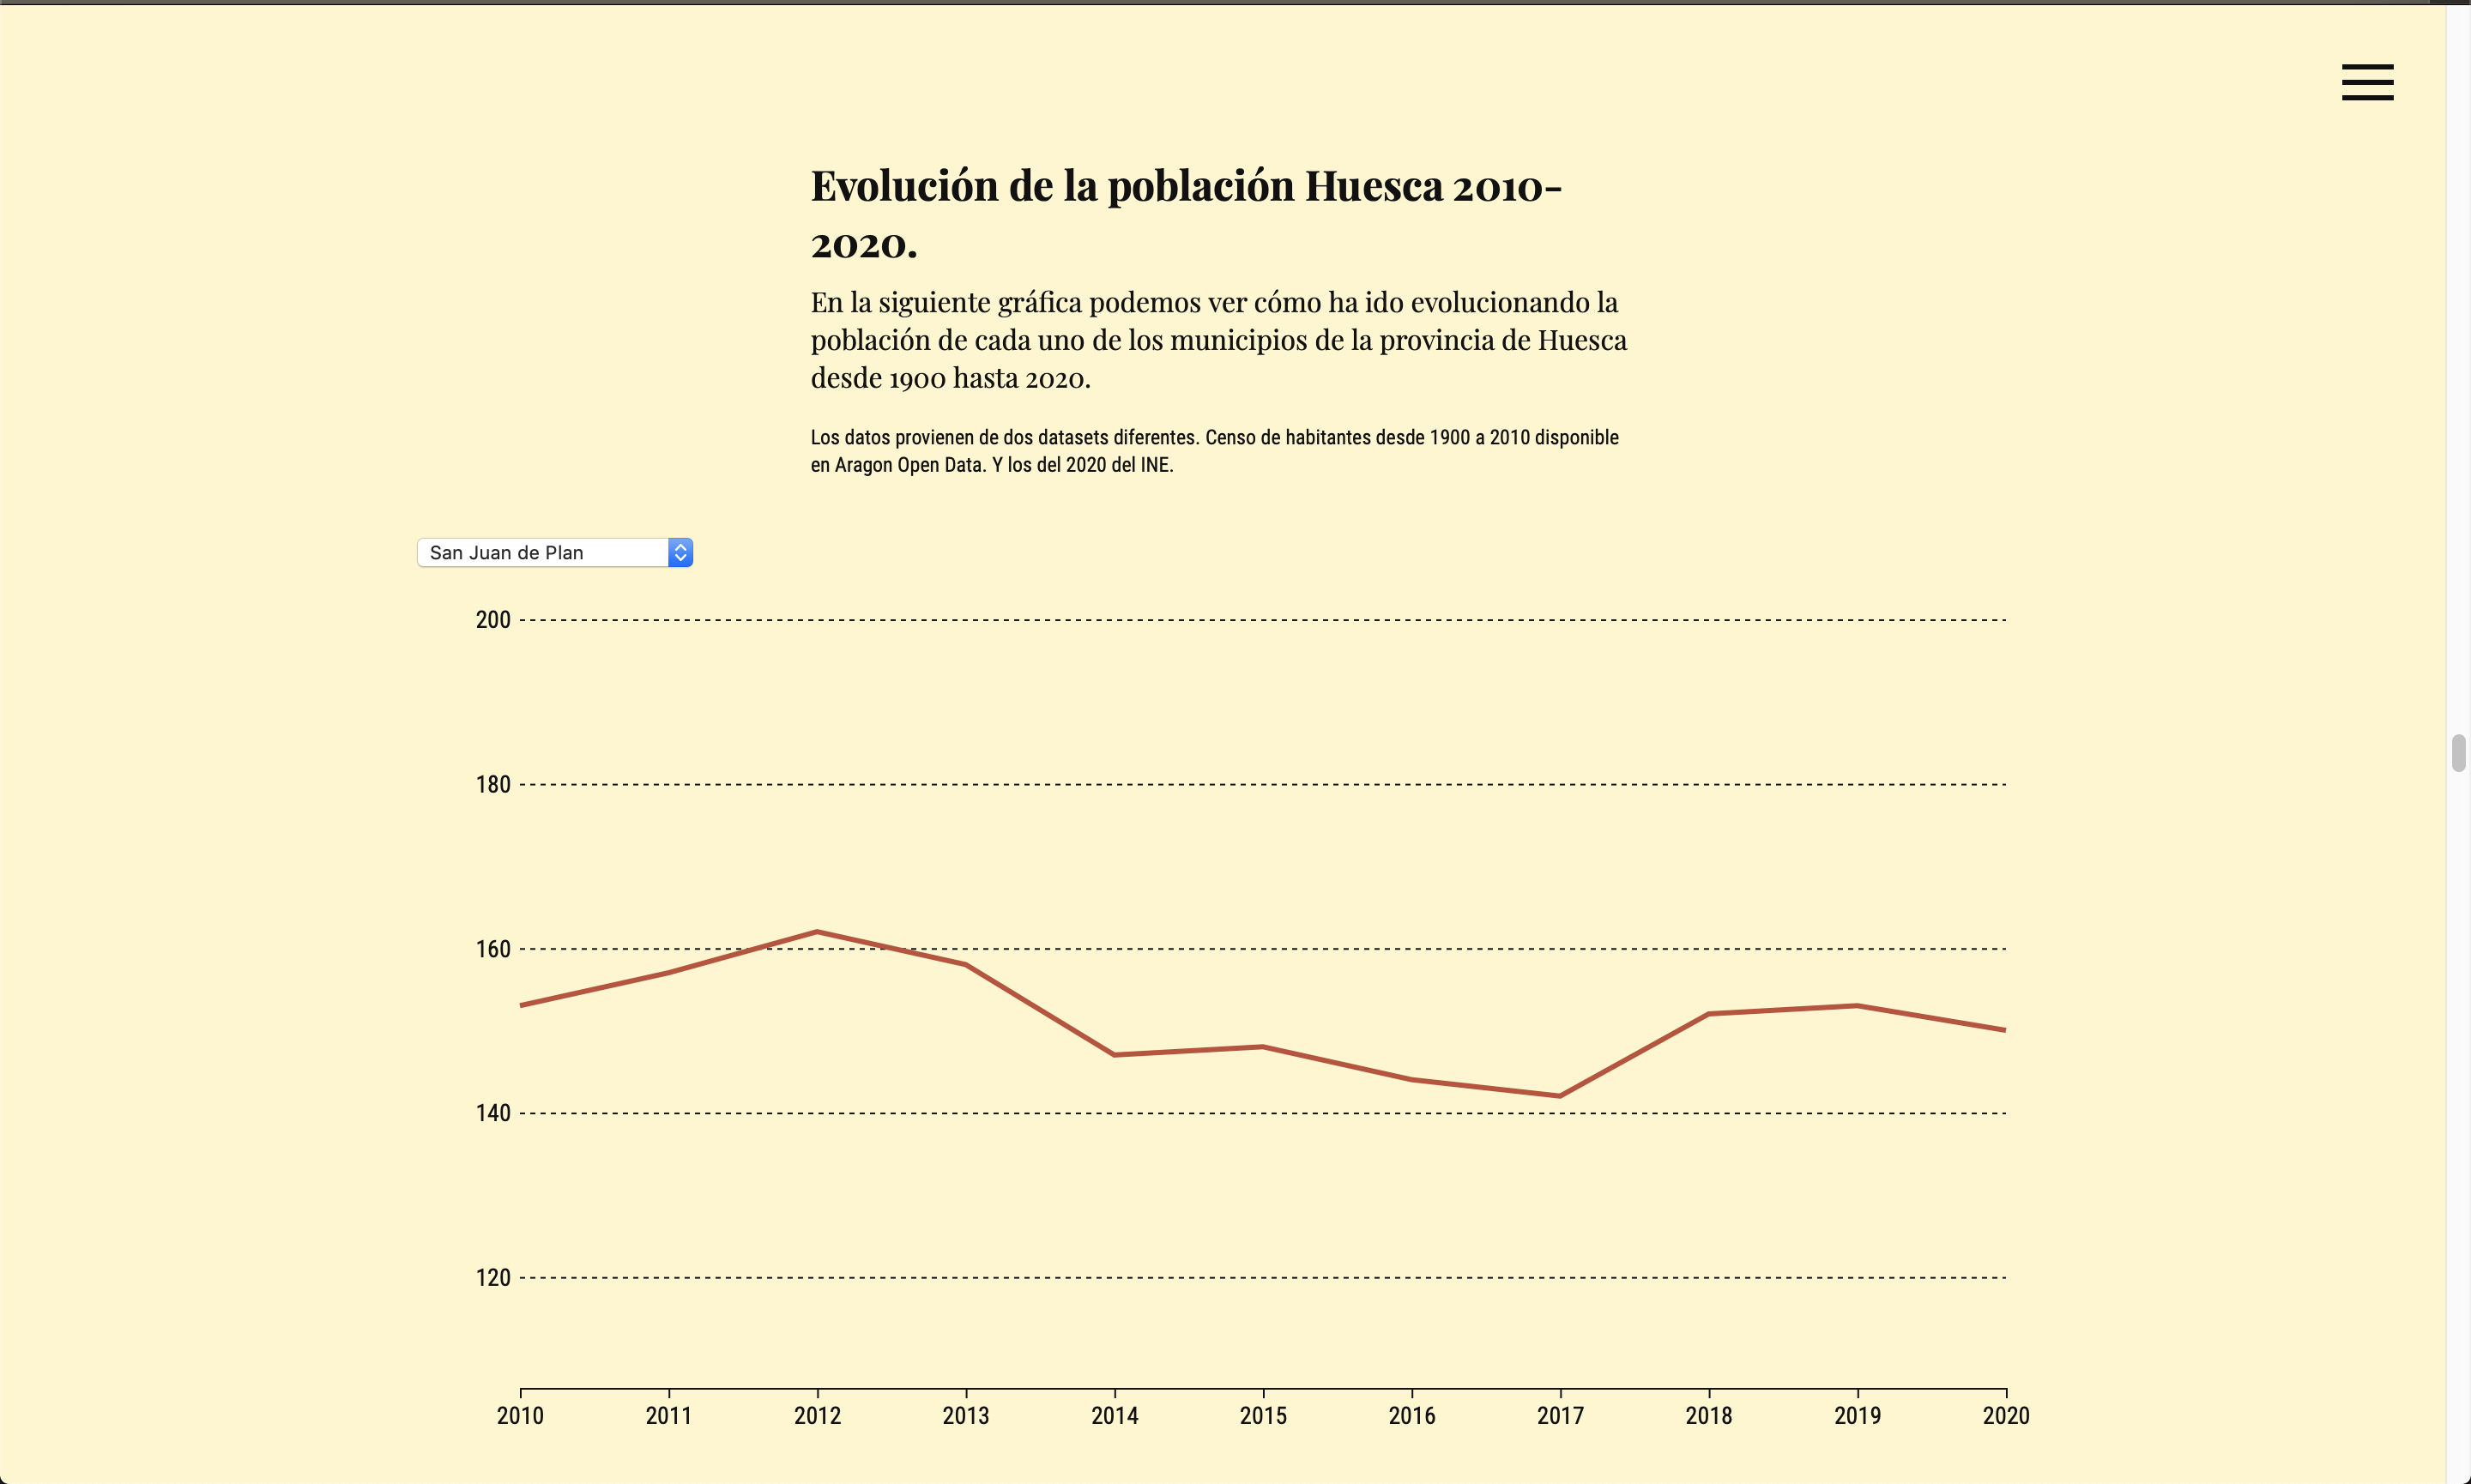 Evolución de la población Huesca 2010-
2020.
En la siguiente gráfica podemos ver cómo ha ido evolucionando la
población de cada uno de los municipios de la provincia de Huesca
desde 1900 hasta 2020.
Los datos provienen de dos datasets diferentes. Censo de habitantes desde 1900 a 2010 disponible
en Aragon Open Data. Y los del 2020 del INE.
San Juan de Plan
200
180
160
140
120
2010 2011 2012 2013 2014 2015 2016 2017 2018 2019 2020